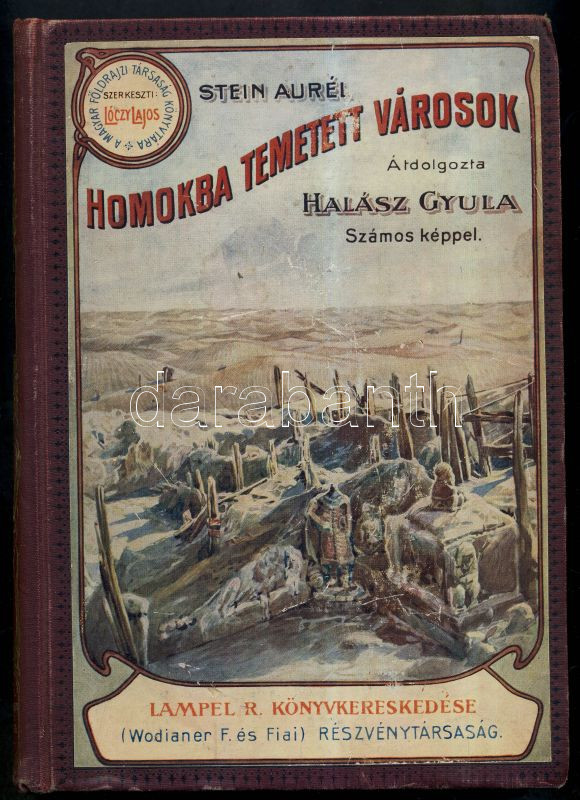 A MAGYAR FÖLDRAJZI TÁRSASÁG KÖNYVTÁRA
SZERKESZTI:
LÓCZY LAJOS
STEIN AURÉL
HOMOKBA TEMETETT VÁROSOK
Átdolgozta
HALÁSZ GYULA
Számos képpel.
darabanth
LAMPEL R. KÖNYVKERESKEDÉSE
(Wodianer F. és Fiai) RÉSZVÉNYTÁRSASÁG.